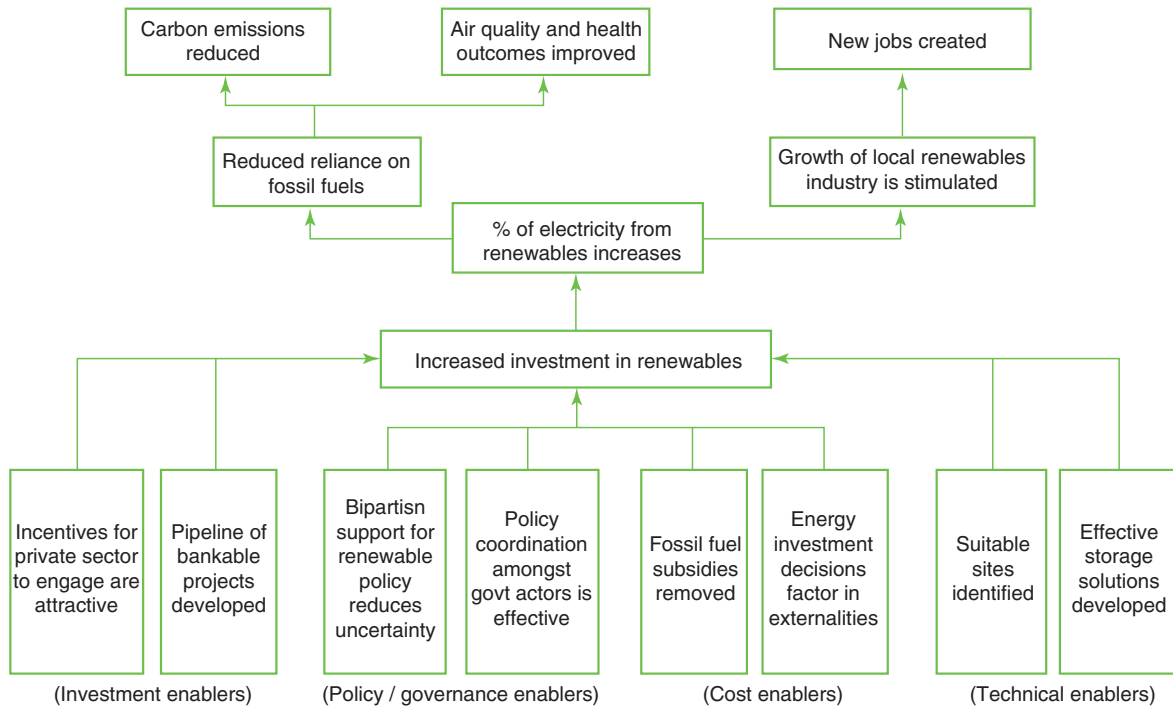 Carbon emissions
reduced
Air quality and health
outcomes improved
New jobs created
Reduced reliance on
fossil fuels
Growth of local renewables
industry is stimulated
% of electricity from
renewables increases
Increased investment in renewables
Incentives for
private sector
to engage are
attractive
Pipeline of
bankable
projects
developed
Bipartisn
support for
renewable
policy
reduces
uncertainty
Policy
coordination
amongst
govt actors is
effective
Fossil fuel
subsidies
removed
Energy
investment
decisions
factor in
externalities
Suitable
sites
identified
Effective
storage
solutions
developed
(Investment enablers)
(Policy / governance enablers)
(Cost enablers)
(Technical enablers)